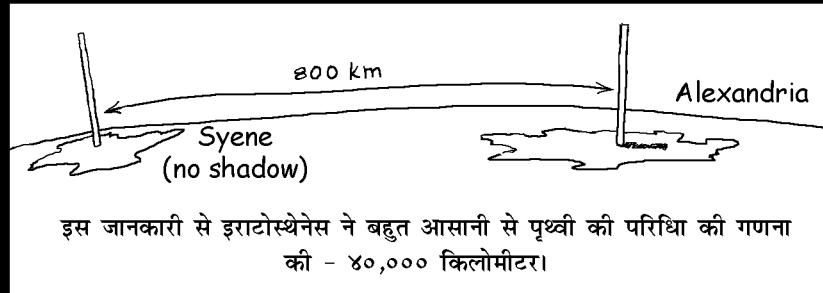 800 km
Alexandria
Syene
(no shadow)
इस जानकारी से इराटोस्थेनेस ने बहुत आसानी से पृथ्वी की परिधिा की गणना
की - ४०,००० किलोमीटर।